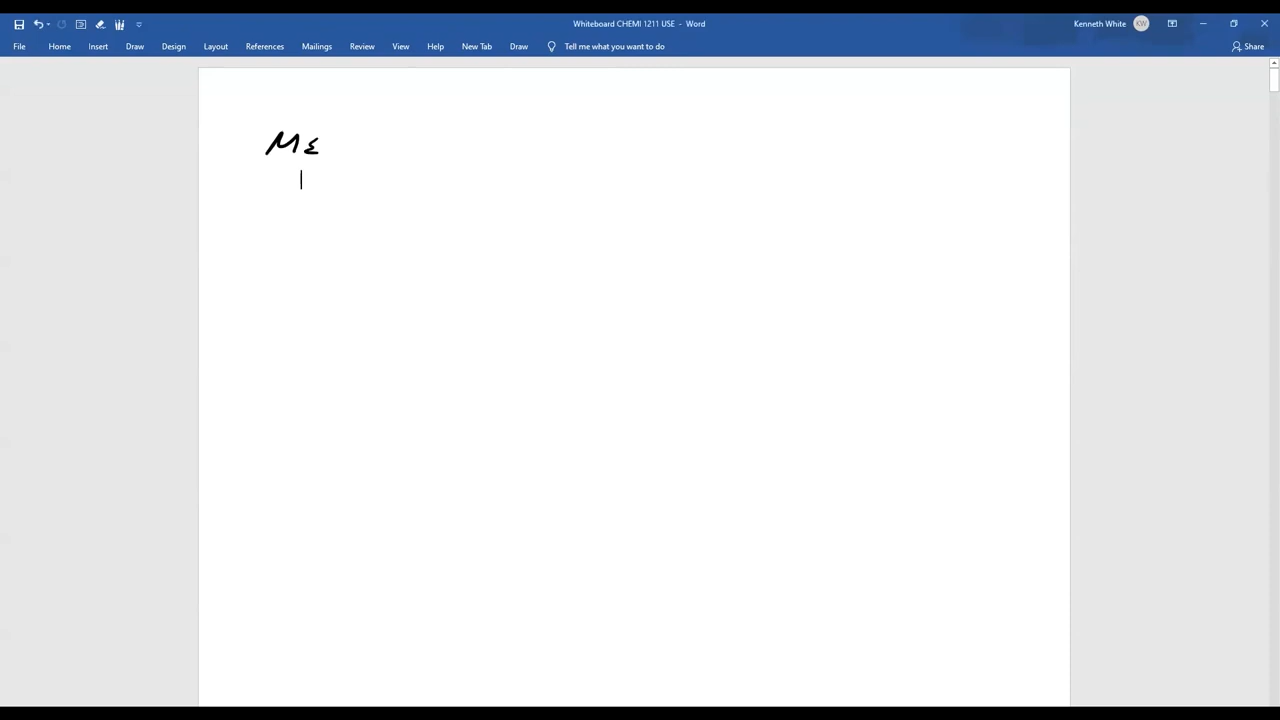 Whiteboard CHEMI 1211 USE - Word
Kenneth White KW
File Home Insert Draw Design Layout References Mailings Review View Help New Tab Draw Tell me what you want to do Share
ME